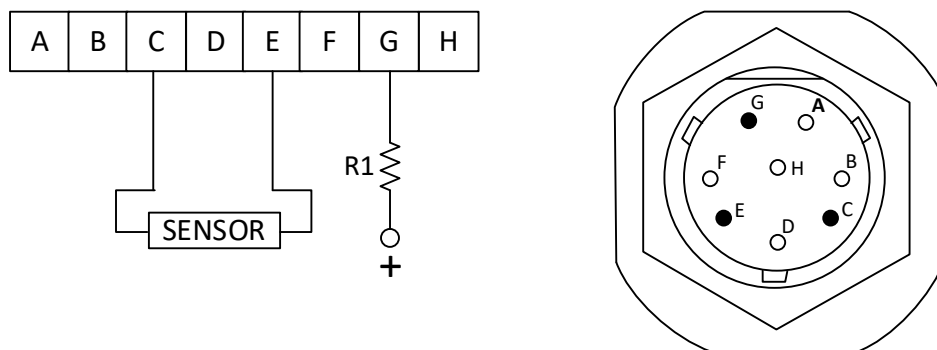 A B C D E F G H
R1
SENSOR
+
G A
F H B
E C
D